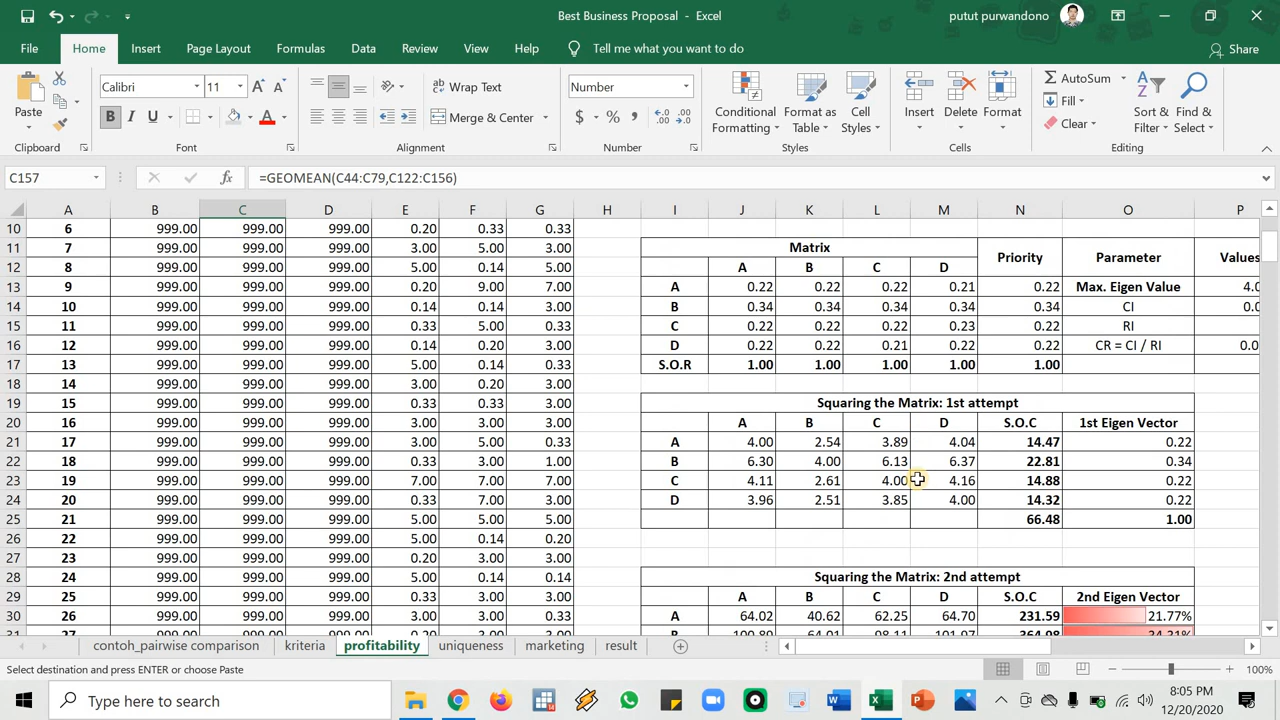 Best Business Proposal - Excel
putut purwandono
File Home Insert Page Layout Formulas Data Review View Help Tell me what you want to do Share
Calibri 11 Wrap Text Number AutoSum
Fill
Paste B I U Merge & Center $ % Conditional Formatting Format as Table Cell Styles Insert Delete Format Clear Sort & Filter Find & Select
Clipboard Font Alignment Number Styles Cells Editing
C157 fx =GEOMEAN(C44:C79,C122:C156)
A B C D E F G H I J K L M N O P
10 6 999.00 999.00 999.00 0.20 0.33 0.33
11 7 999.00 999.00 999.00 3.00 5.00 3.00 Matrix Priority Parameter Values
12 8 999.00 999.00 999.00 5.00 0.14 5.00 A B C D
13 9 999.00 999.00 999.00 0.20 9.00 7.00 A 0.22 0.22 0.22 0.21 0.22 Max. Eigen Value 4.0
14 10 999.00 999.00 999.00 0.14 0.14 3.00 B 0.34 0.34 0.34 0.34 0.34 CI 0.0
15 11 999.00 999.00 999.00 0.33 5.00 0.33 C 0.22 0.22 0.22 0.23 0.22 RI
16 12 999.00 999.00 999.00 0.14 0.20 3.00 D 0.22 0.22 0.21 0.22 0.22 CR = CI / RI 0.0
17 13 999.00 999.00 999.00 5.00 0.14 0.33 S.O.R 1.00 1.00 1.00 1.00 1.00
18 14 999.00 999.00 999.00 3.00 0.20 3.00
19 15 999.00 999.00 999.00 0.33 0.33 3.00 Squaring the Matrix: 1st attempt
20 16 999.00 999.00 999.00 3.00 3.00 3.00 A B C D S.O.C 1st Eigen Vector
21 17 999.00 999.00 999.00 3.00 5.00 0.33 A 4.00 2.54 3.89 4.04 14.47 0.22
22 18 999.00 999.00 999.00 0.33 3.00 1.00 B 6.30 4.00 6.13 6.37 22.81 0.34
23 19 999.00 999.00 999.00 7.00 7.00 7.00 C 4.11 2.61 4.00 4.16 14.88 0.22
24 20 999.00 999.00 999.00 0.33 7.00 3.00 D 3.96 2.51 3.85 4.00 14.32 0.22
25 21 999.00 999.00 999.00 5.00 5.00 5.00 66.48 1.00
26 22 999.00 999.00 999.00 5.00 0.14 0.20
27 23 999.00 999.00 999.00 0.20 3.00 3.00
28 24 999.00 999.00 999.00 5.00 0.14 0.14 Squaring the Matrix: 2nd attempt
29 25 999.00 999.00 999.00 0.33 3.00 3.00 A B C D S.O.C 2nd Eigen Vector
30 26 999.00 999.00 999.00 3.00 3.00 0.33 A 64.02 40.62 62.25 64.70 231.59 21.77%
contoh_pairwise comparison kriteria profitability uniqueness marketing result
Select destination and press ENTER or choose Paste 100%
Type here to search
8:05 PM
12/20/2020